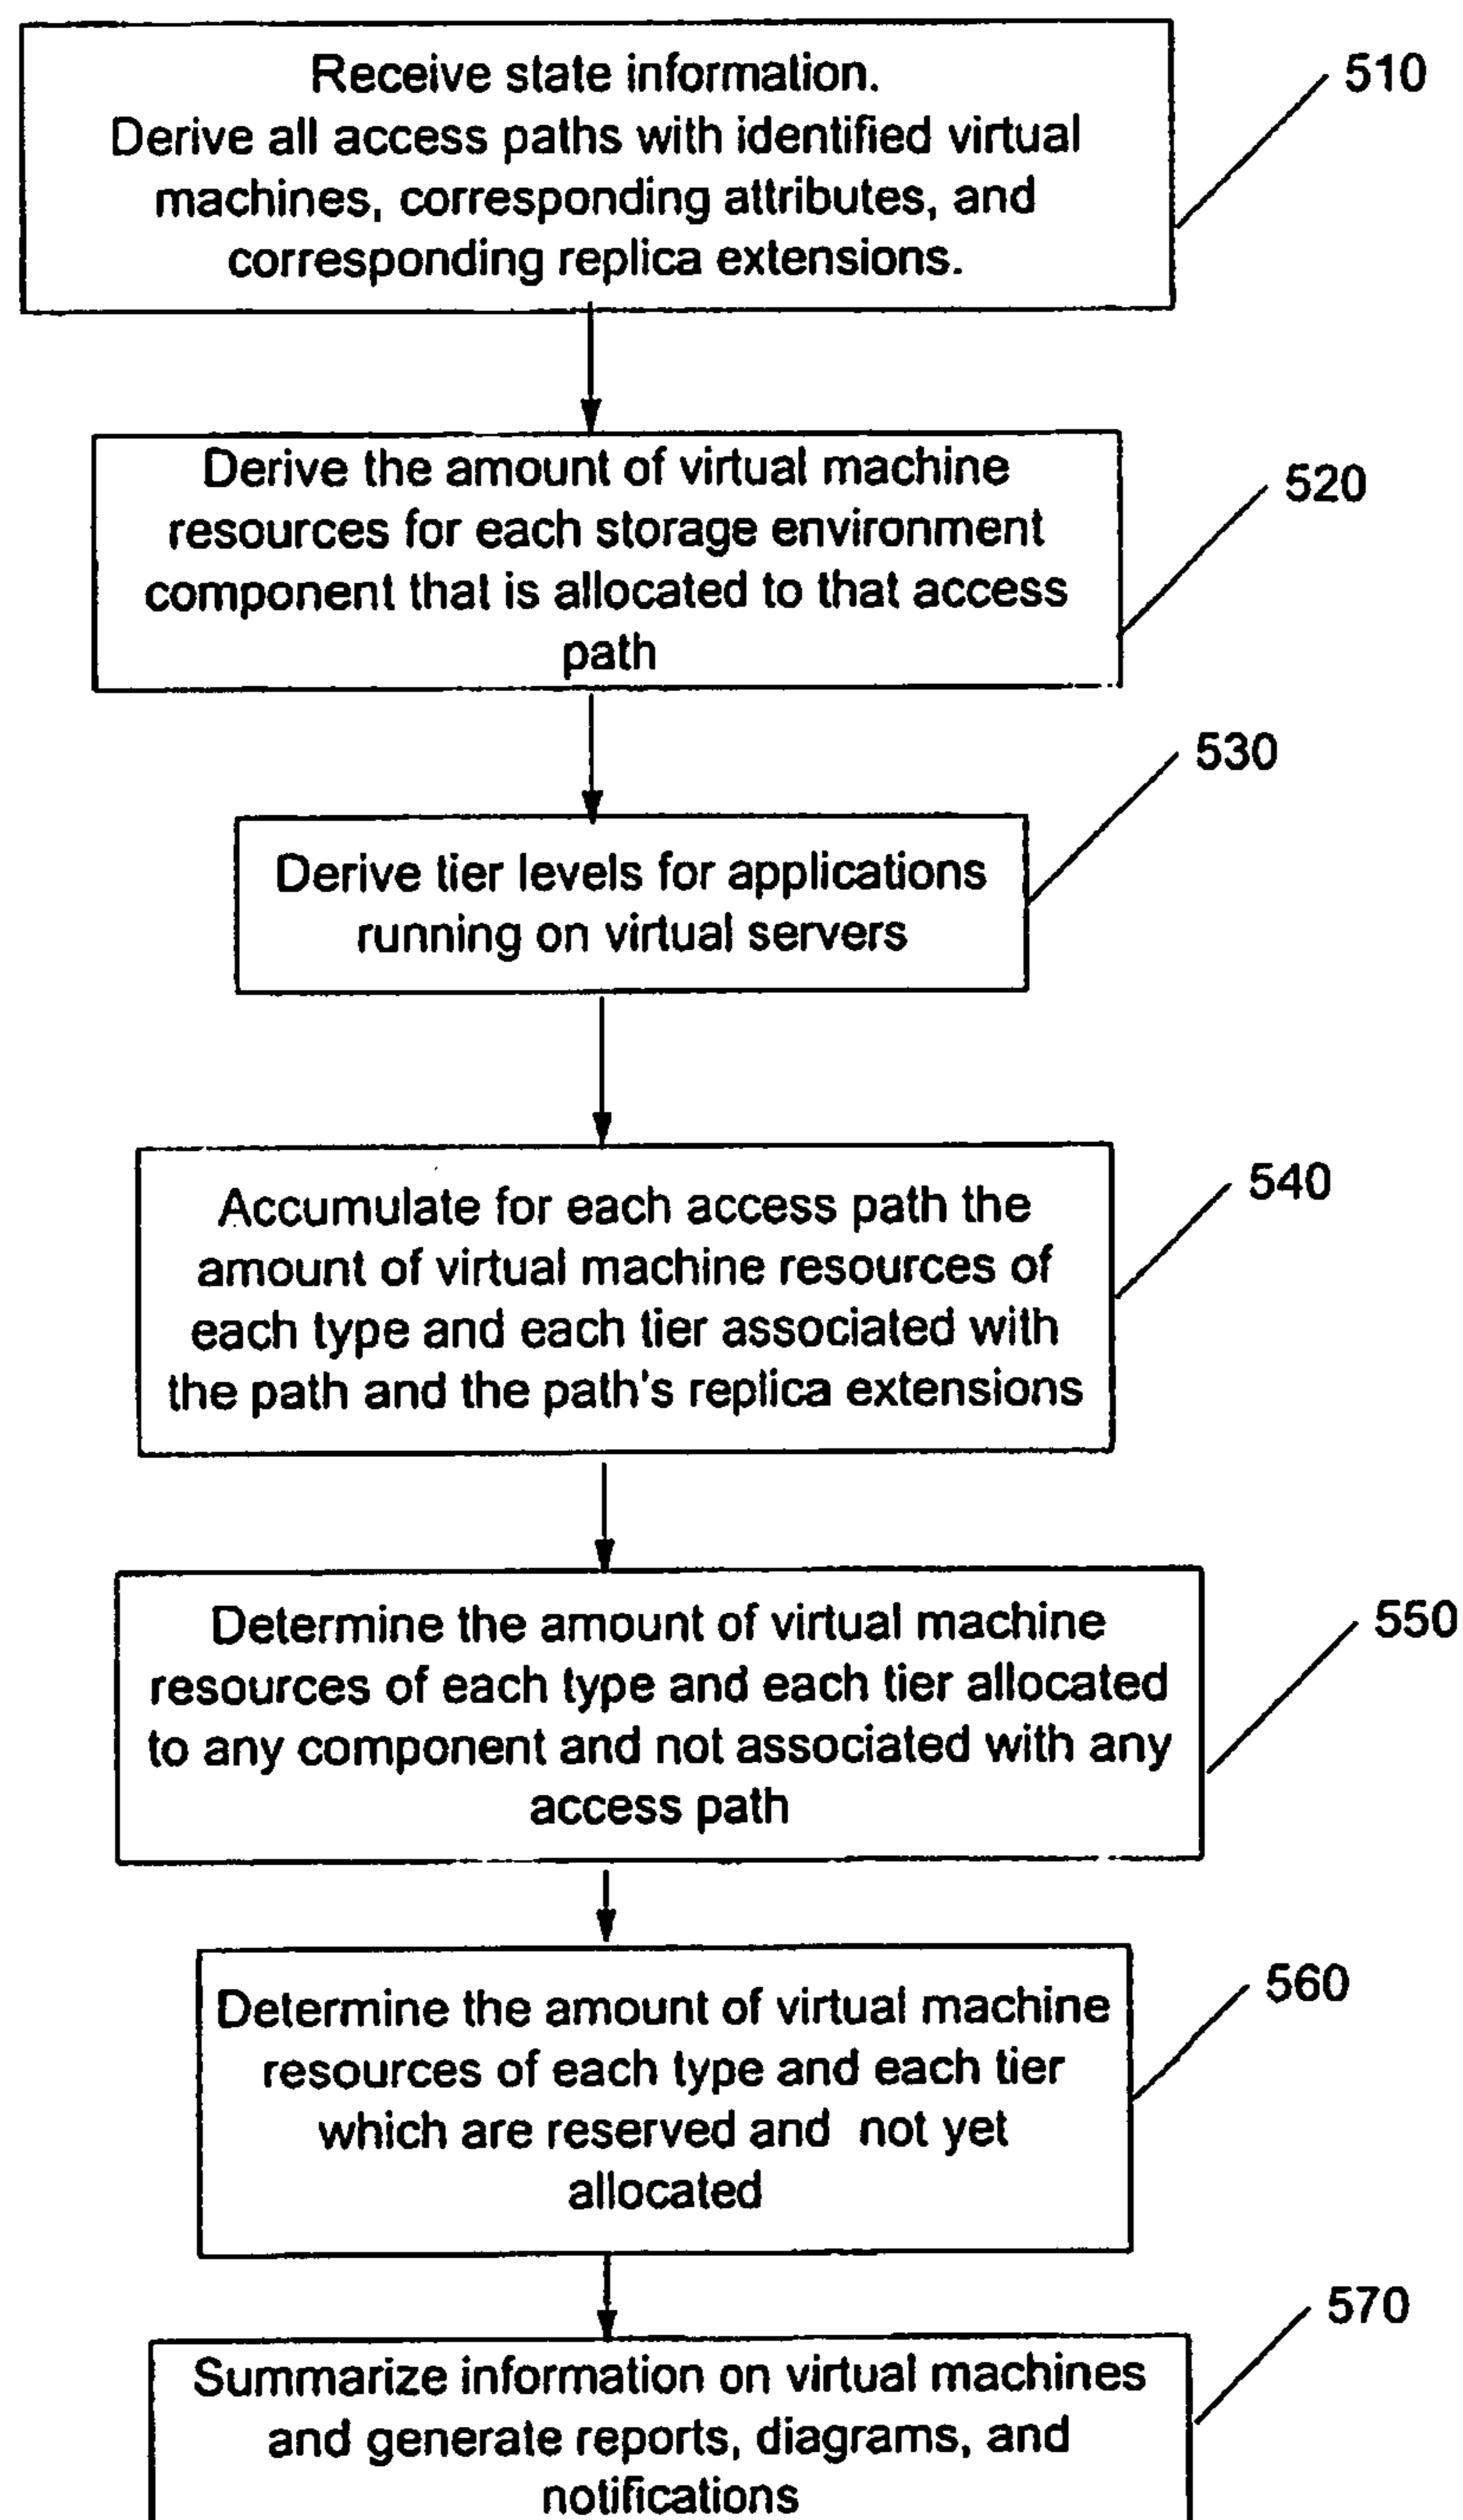 Receive state information.
510
Derive all access paths with identified virtual
machines, corresponding attributes, and
corresponding replica extensions.
Derive the amount of virtual machine
520
resources for each storage environment
component that is allocated to that access
path
530
Derive tier levels for applications
running on virtual servers
540
Accumulate for each access path the
amount of virtual machine resources of
each type and each tier associated with
the path and the path's replica extensions
550
Determine the amount of virtual machine
resources of each type and each tier allocated
to any component and not associated with any
access path
560
Determine the amount of virtual machine
resources of each type and each tier
which are reserved and  not yet
allocated
570
Summarize information on virtual machines
and generate reports, diagrams, and
notifications